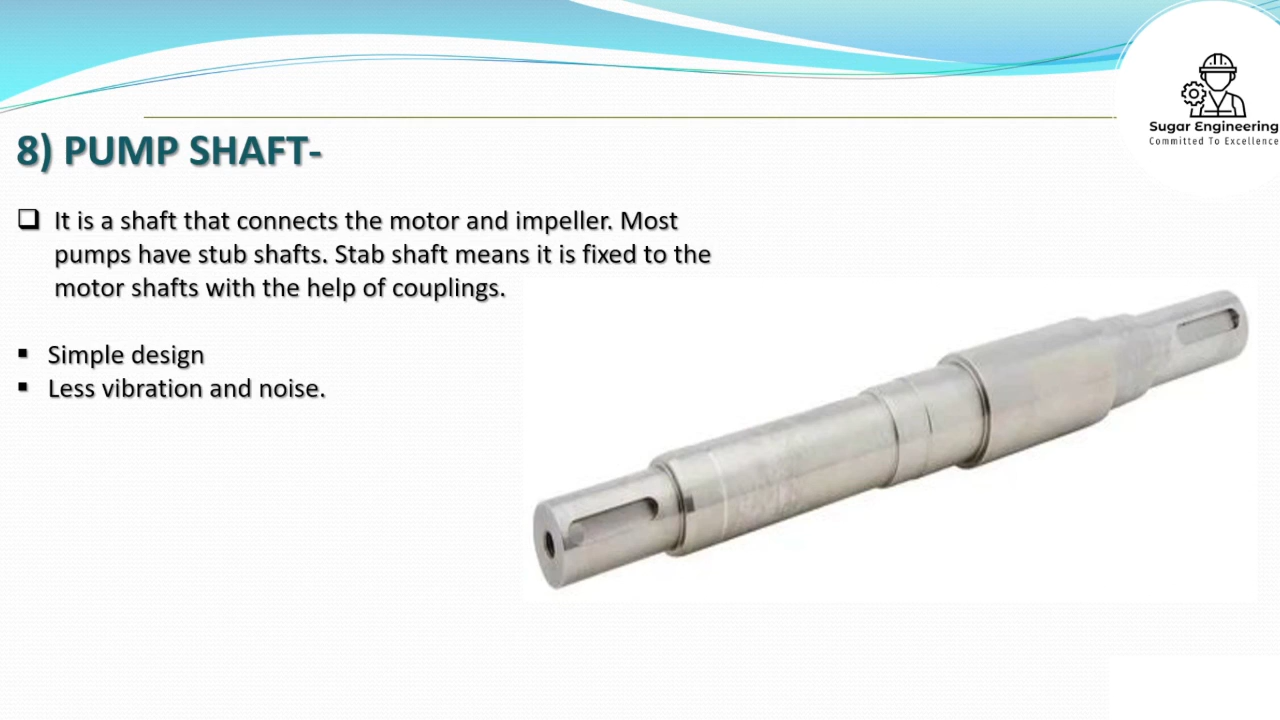 Sugar Engineering
Committed To Excellence
8) PUMP SHAFT-
It is a shaft that connects the motor and impeller. Most
pumps have stub shafts. Stab shaft means it is fixed to the
motor shafts with the help of couplings.
Simple design
Less vibration and noise.